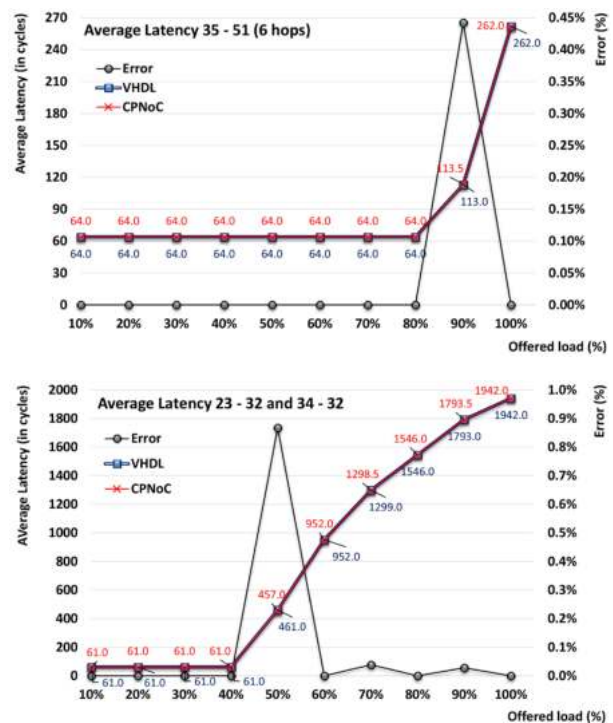 Average Latency 35 - 51 (6 hops)
Average Latency (in cycles)
Error (%)
270
240
210
180
150
120
90
60
30
0
0.45%
0.40%
0.35%
0.30%
0.25%
0.20%
0.15%
0.10%
0.05%
0.00%
Error
VHDL
CPNoC
64.0 64.0 64.0 64.0 64.0 64.0 64.0 64.0 113.5 262.0
64.0 64.0 64.0 64.0 64.0 64.0 64.0 64.0 113.0 262.0
10% 20% 30% 40% 50% 60% 70% 80% 90% 100%
Offered load (%)
Average Latency 23 - 32 and 34 - 32
AVerage Latency (in cycles)
Error (%)
2000
1800
1600
1400
1200
1000
800
600
400
200
0
1.0%
0.9%
0.8%
0.7%
0.6%
0.5%
0.4%
0.3%
0.2%
0.1%
0.0%
Error
VHDL
CPNoC
61.0 61.0 61.0 61.0 457.0 952.0 1298.5 1546.0 1793.5 1942.0
61.0 61.0 61.0 61.0 461.0 952.0 1299.0 1546.0 1793.0 1942.0
10% 20% 30% 40% 50% 60% 70% 80% 90% 100%
Offered load (%)